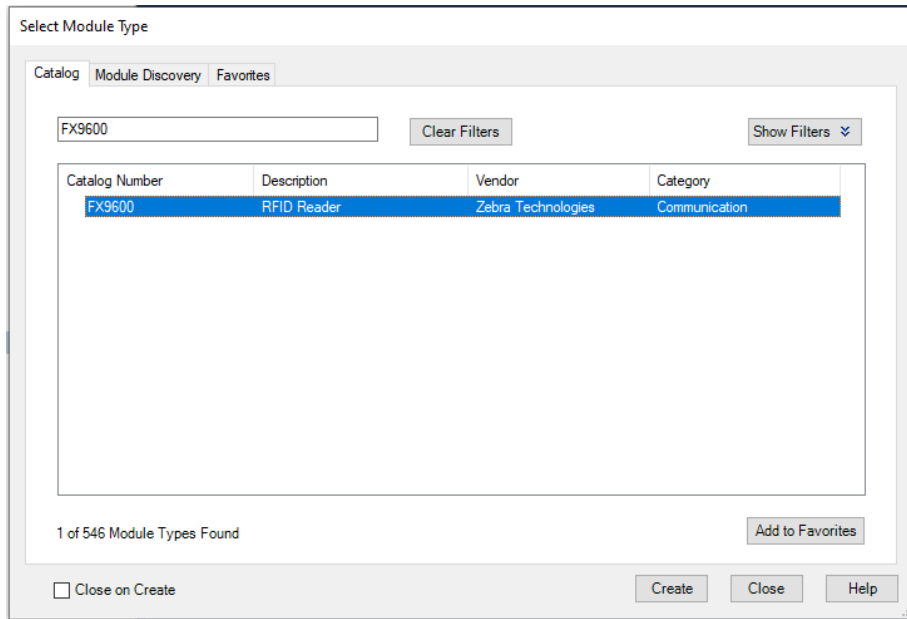 Select Module Type
Catalog Module Discovery Favorites
FX9600 Clear Filters Show Filters
Catalog Number Description Vendor Category
FX9600 RFID Reader Zebra Technologies Communication
1 of 546 Module Types Found Add to Favorites
Close on Create Create Close Help